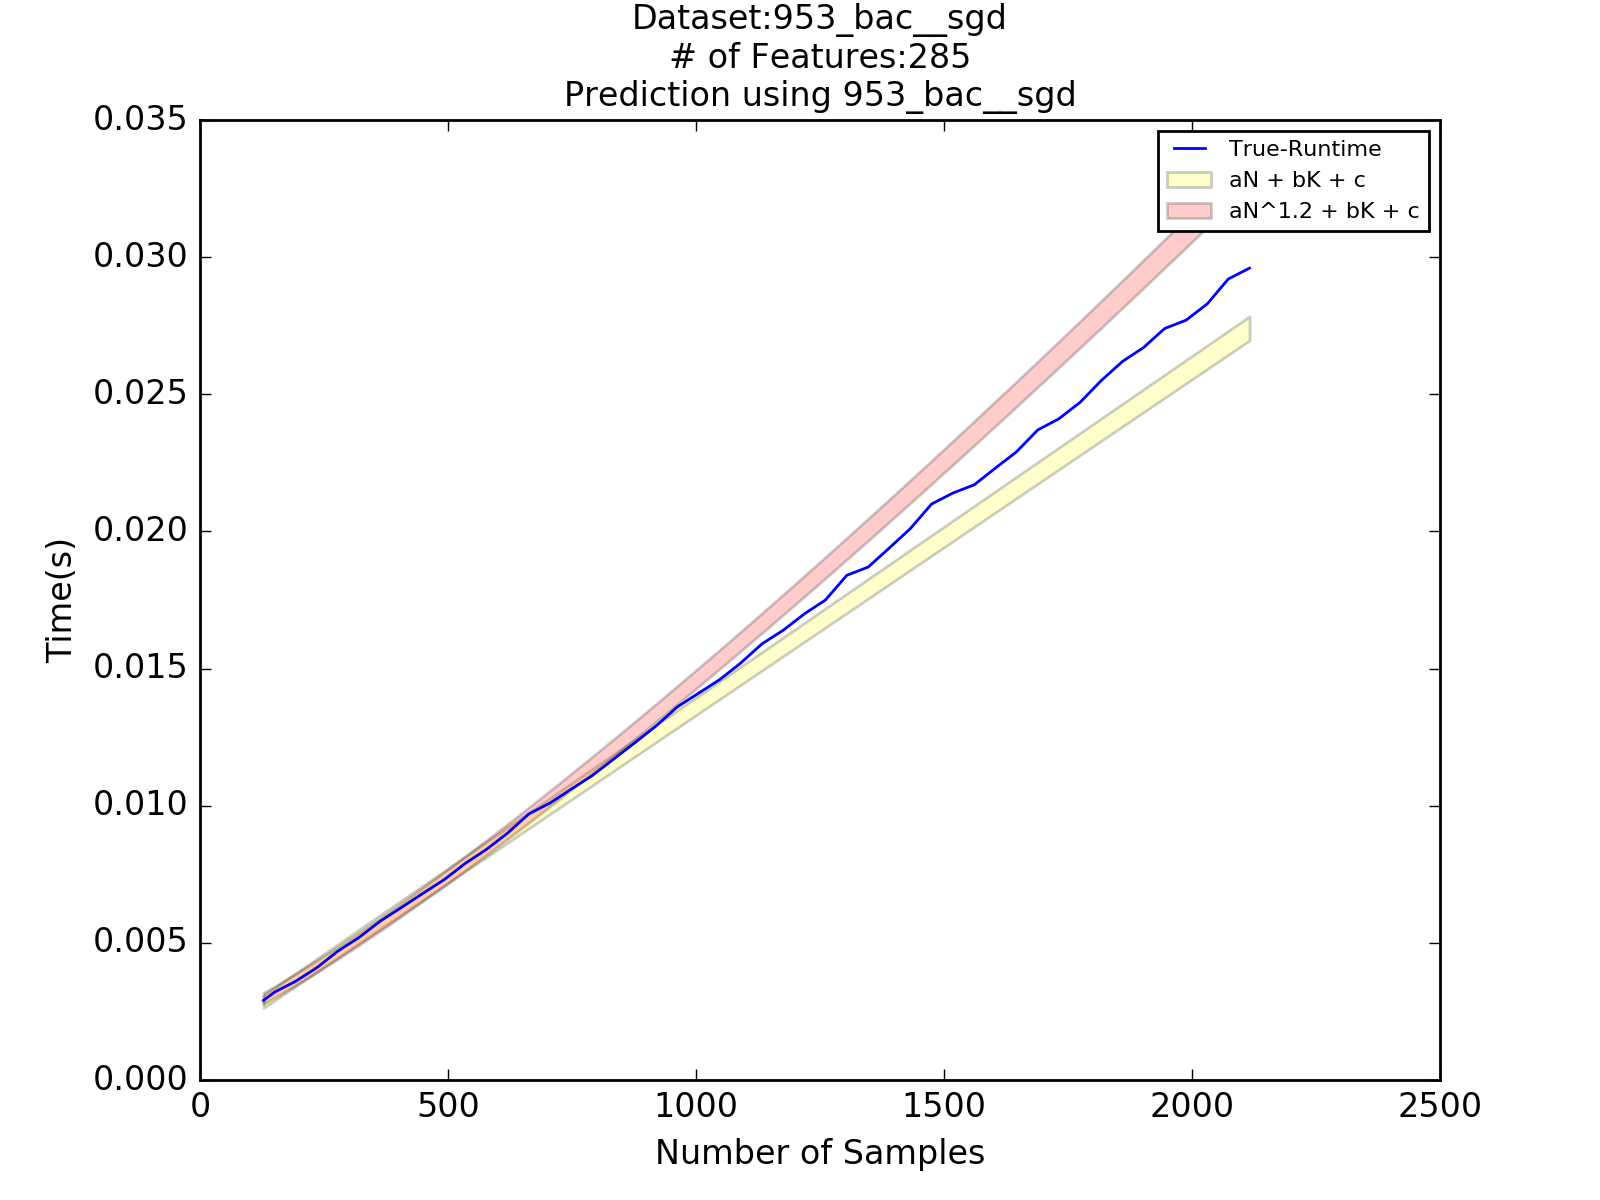 Dataset:953_bac__sgd
# of Features:285
Prediction using 953_bac__sgd
True-Runtime
aN + bK + c
aN^1.2 + bK + c
0.035
0.030
0.025
0.020
0.015
0.010
0.005
0.000
Time(s)
0 500 1000 1500 2000 2500
Number of Samples